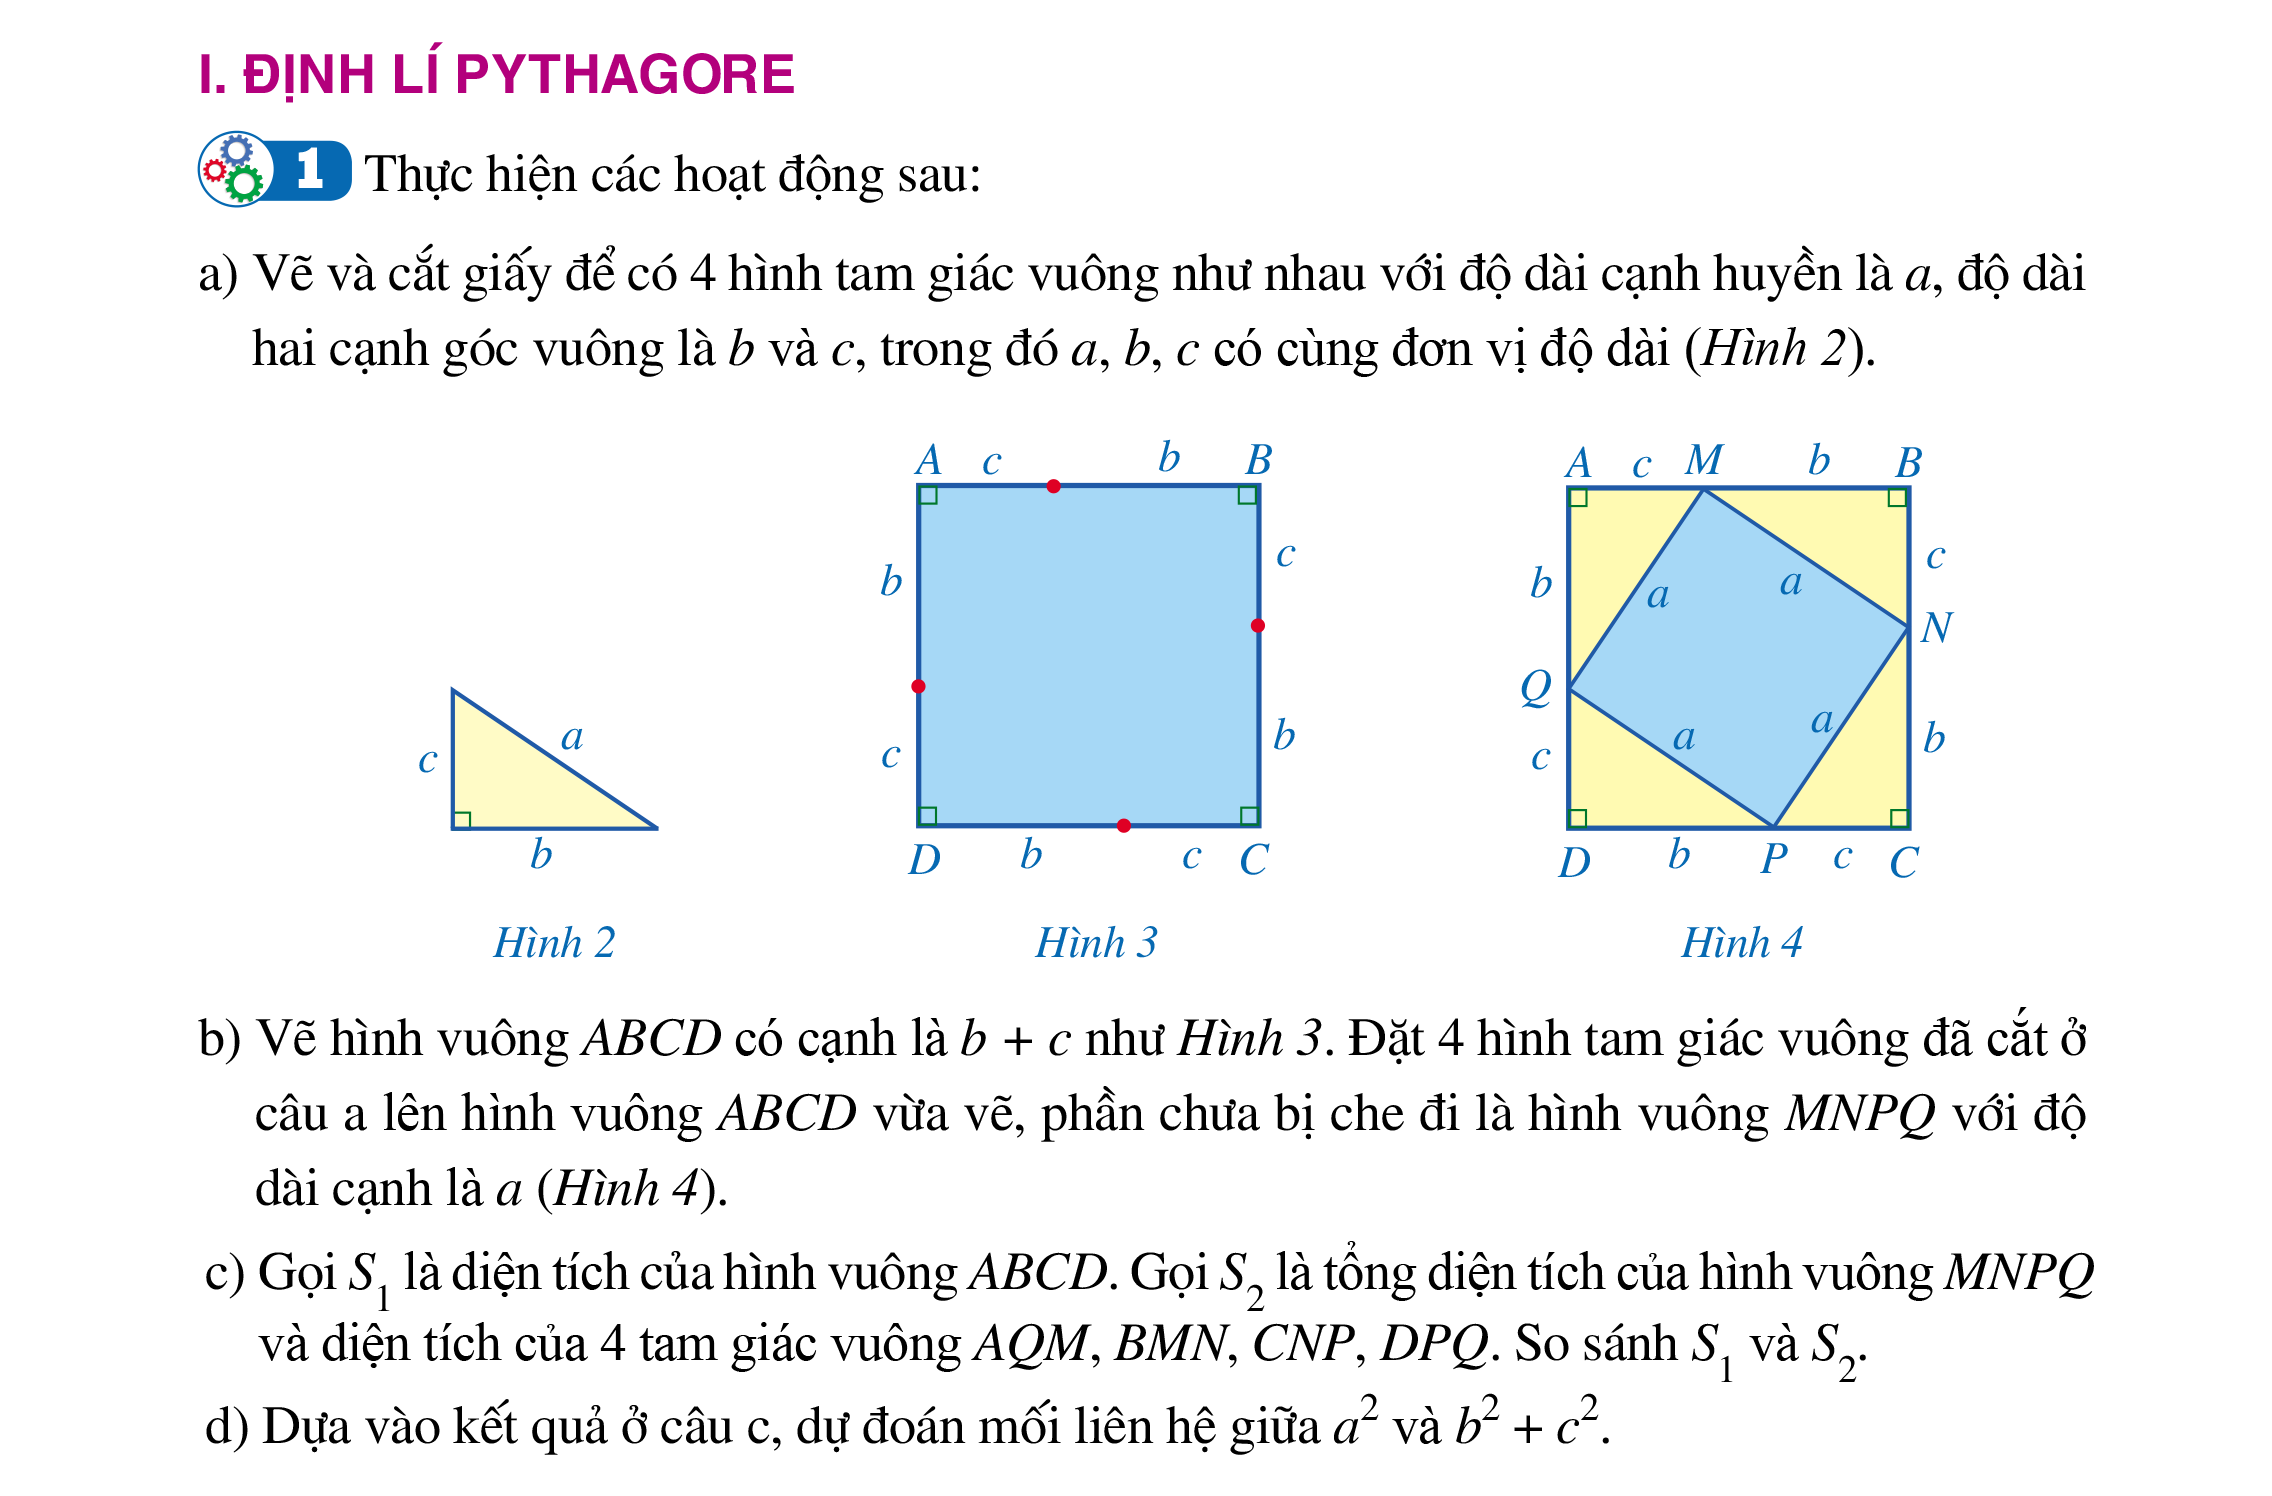 I. ĐỊNH LÍ PYTHAGORE
1 Thực hiện các hoạt động sau:
a) Vẽ và cắt giấy để có 4 hình tam giác vuông như nhau với độ dài cạnh huyền là a, độ dài
hai cạnh góc vuông là b và c, trong đó a, b, c có cùng đơn vị độ dài (Hình 2).
c
a
b
Hình 2
A c b B
b
c
c
b
D b c C
Hình 3
A c M b B
b
a
a
c
N
Q
c
a
a
b
D b P c C
Hình 4
b) Vẽ hình vuông ABCD có cạnh là b + c như Hình 3. Đặt 4 hình tam giác vuông đã cắt ở
câu a lên hình vuông ABCD vừa vẽ, phần chưa bị che đi là hình vuông MNPQ với độ
dài cạnh là a (Hình 4).
c) Gọi S₁ là diện tích của hình vuông ABCD. Gọi S₂ là tổng diện tích của hình vuông MNPQ
và diện tích của 4 tam giác vuông AQM, BMN, CNP, DPQ. So sánh S₁ và S₂.
d) Dựa vào kết quả ở câu c, dự đoán mối liên hệ giữa a² và b² + c².